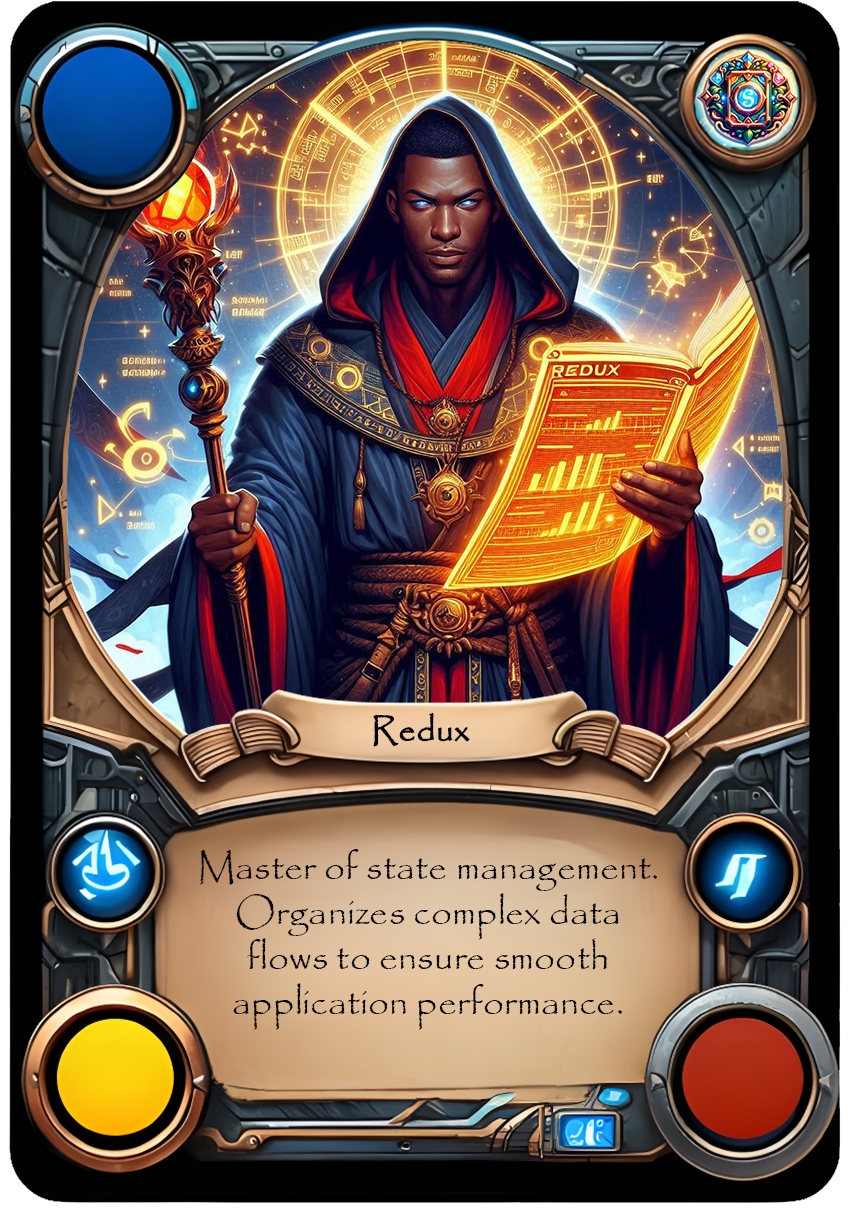 REDUX
Redux
Master of state management.
Organizes complex data
flows to ensure smooth
application performance.